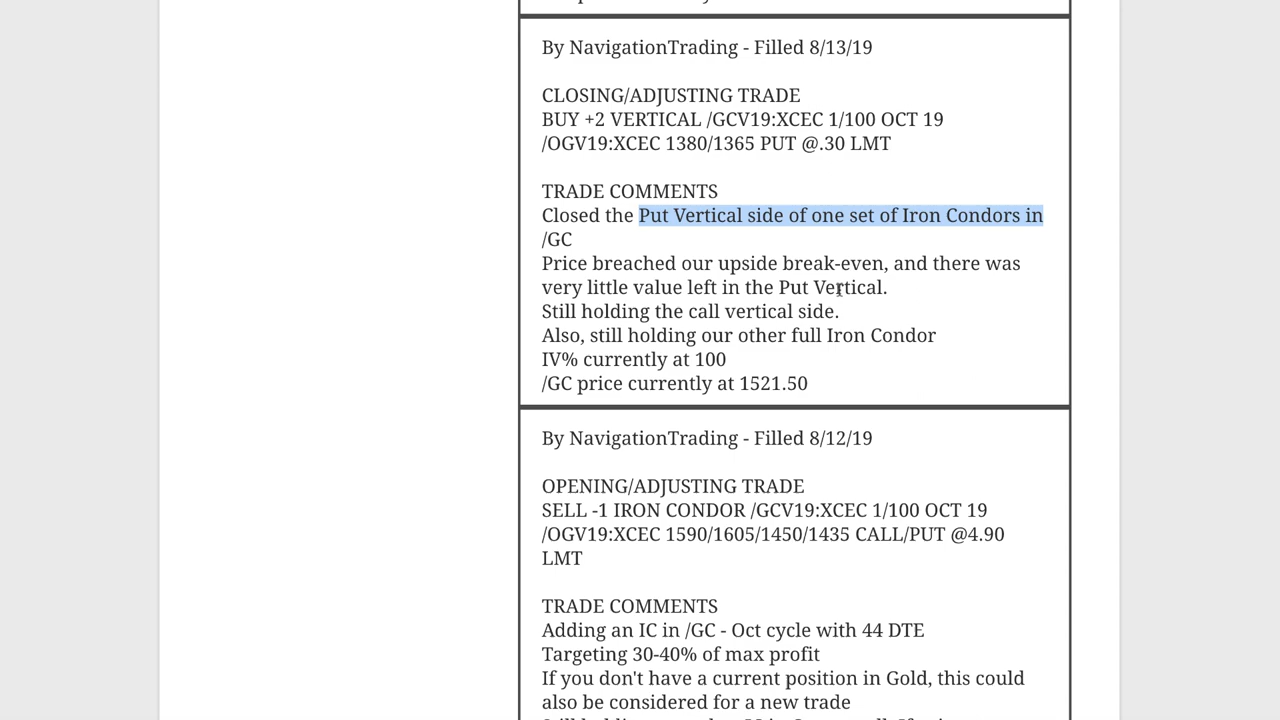 By NavigationTrading - Filled 8/13/19
CLOSING/ADJUSTING TRADE
BUY +2 VERTICAL /GCV19:XCEC 1/100 OCT 19
/OGV19:XCEC 1380/1365 PUT @.30 LMT
TRADE COMMENTS
Closed the Put Vertical side of one set of Iron Condors in
/GC
Price breached our upside break-even, and there was
very little value left in the Put Vertical.
Still holding the call vertical side.
Also, still holding our other full Iron Condor
IV% currently at 100
/GC price currently at 1521.50
By NavigationTrading - Filled 8/12/19
OPENING/ADJUSTING TRADE
SELL -1 IRON CONDOR /GCV19:XCEC 1/100 OCT 19
/OGV19:XCEC 1590/1605/1450/1435 CALL/PUT @4.90
LMT
TRADE COMMENTS
Adding an IC in /GC - Oct cycle with 44 DTE
Targeting 30-40% of max profit
If you don't have a current position in Gold, this could
also be considered for a new trade